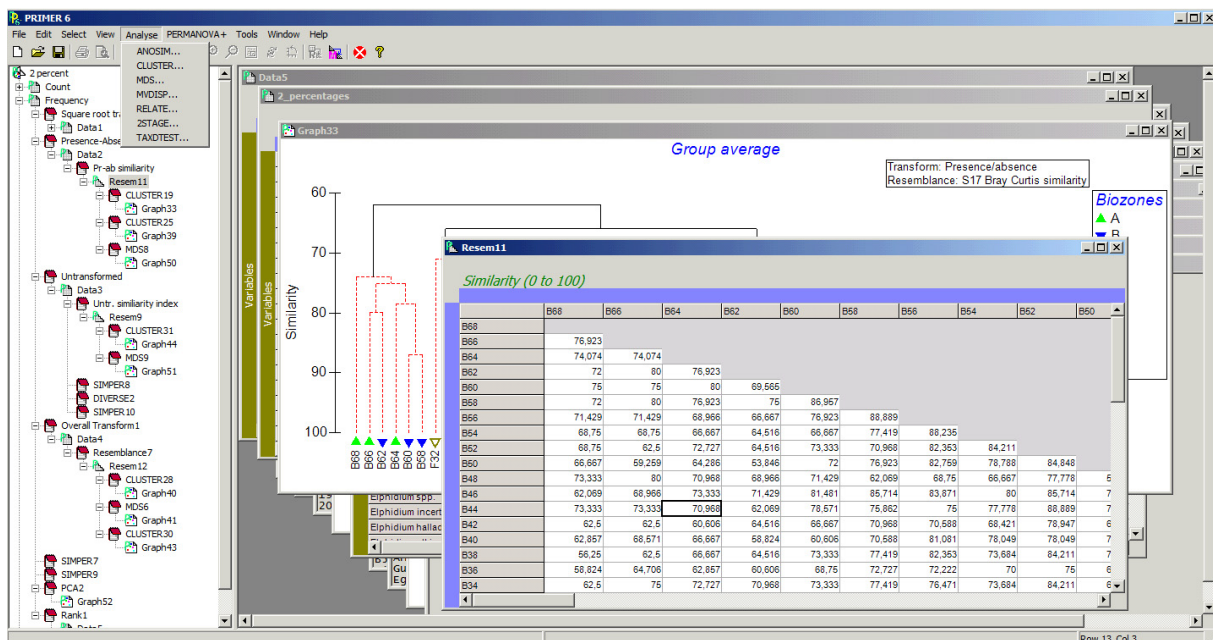 PRIMER 6
File Edit Select View Analyse PERMANOVA+ Tools Window Help
ANOSIM...
CLUSTER...
MDS...
MVDISP...
RELATE...
2STAGE...
TAXDTEST...
2 percent
Count
Frequency
Square root tr
Data1
Presence-Abse
Data2
Pr-ab similiarity
Resem11
CLUSTER19
Graph33
CLUSTER25
Graph39
MDS8
Graph50
Untransformed
Data3
Untr. similiarity index
Resem9
CLUSTER31
Graph44
MDS9
Graph51
SIMPER8
DIVERSE2
SIMPER10
Overall Transform1
Data4
Resemblance7
Resem12
CLUSTER28
Graph40
MDS6
Graph41
CLUSTER30
Graph43
SIMPER7
SIMPER9
PCA2
Graph52
Rank1
Data5
Variables
2_percentages
Variables
Graph33
Group average
Transform: Presence/absence
Resemblance: S17 Bray Curtis similarity
Biozones
A
B
Similarity
60
70
80
90
100
B68 B66 B62 B64 B60 B58 F32
20
Elphidium spp.
Elphidium incert
Elphidium hallac
Gu
Eg
Resem11
Similarity (0 to 100)
B68 B66 B64 B62 B60 B58 B54 B52 B50
B68
B66 76,923
B64 74,074 74,074
B62 72 80 76,923
B60 75 75 80 69,565
B58 72 80 76,923 75 86,957
B56 71,429 71,429 68,966 66,667 76,923 88,889
B54 68,75 68,75 66,667 64,516 66,667 77,419 88,235
B52 68,75 62,5 72,727 64,516 73,333 70,968 82,353 84,211
B50 66,667 59,259 64,286 53,846 72 76,923 82,759 78,788 84,848
B48 73,333 80 70,968 68,966 71,429 62,069 68,75 66,667 77,778
B46 62,069 68,966 73,333 71,429 81,481 85,714 83,871 80 85,714
B44 73,333 73,333 70,968 62,069 78,571 75,862 75 77,778 88,889
B42 62,5 62,5 60,606 64,516 66,667 70,968 70,588 68,421 78,947
B40 62,857 68,571 66,667 58,824 60,606 70,588 81,081 78,049 78,049
B38 56,25 62,5 66,667 64,516 73,333 77,419 82,353 73,684 84,211
B36 58,824 64,706 62,857 60,606 68,75 72,727 72,222 70 75
B34 62,5 75 72,727 70,968 73,333 77,419 76,471 73,684 84,211
Row 13, Col 3